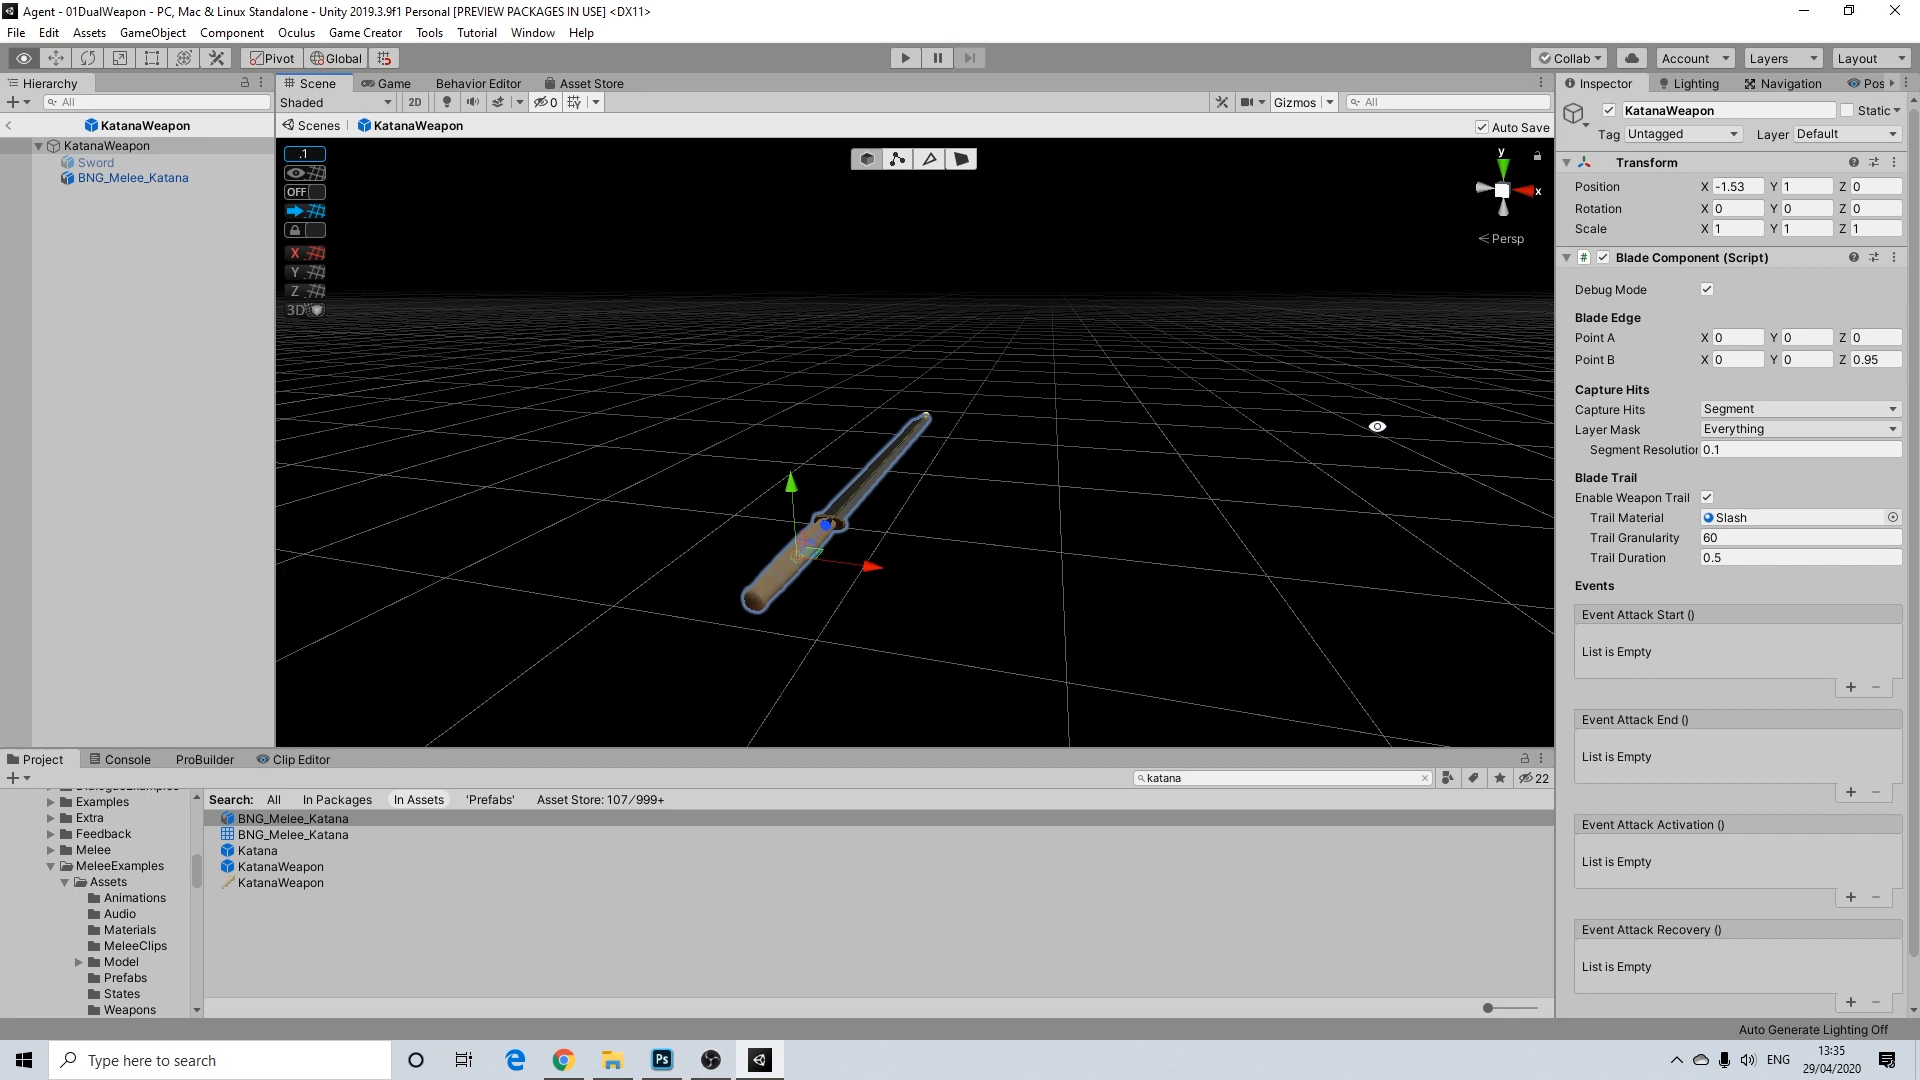 Agent - 01DualWeapon - PC, Mac & Linux Standalone - Unity 2019.3.9f1 Personal [PREVIEW PACKAGES IN USE] <DX11>
File Edit Assets GameObject Component Oculus Game Creator Tools Tutorial Window Help
Pivot Global Collab Account Layers Layout
Hierarchy
All
KatanaWeapon
KatanaWeapon
Sword
BNG_Melee_Katana
Scene Game Behavior Editor Asset Store
Shaded 2D 0 Gizmos All
Scenes KatanaWeapon Auto Save
.1
OFF
X
Y
Z
3D
y
x
Persp
Inspector Lighting Navigation Pos
KatanaWeapon Static
Tag Untagged Layer Default
Transform
Position X -1.53 Y 1 Z 0
Rotation X 0 Y 0 Z 0
Scale X 1 Y 1 Z 1
# Blade Component (Script)
Debug Mode
Blade Edge
Point A X 0 Y 0 Z 0
Point B X 0 Y 0 Z 0.95
Capture Hits
Capture Hits Segment
Layer Mask Everything
Segment Resolutior 0.1
Blade Trail
Enable Weapon Trail
Trail Material Slash
Trail Granularity 60
Trail Duration 0.5
Events
Event Attack Start ()
List is Empty
+ −
Event Attack End ()
List is Empty
+ −
Event Attack Activation ()
List is Empty
+ −
Event Attack Recovery ()
List is Empty
+ −
Project Console ProBuilder Clip Editor
katana 22
Examples
Extra
Feedback
Melee
MeleeExamples
Assets
Animations
Audio
Materials
MeleeClips
Model
Prefabs
States
Weapons
Search: All In Packages In Assets 'Prefabs' Asset Store: 107/999+
BNG_Melee_Katana
BNG_Melee_Katana
Katana
KatanaWeapon
KatanaWeapon
Auto Generate Lighting Off
Type here to search
Ps
ENG
13:35
29/04/2020